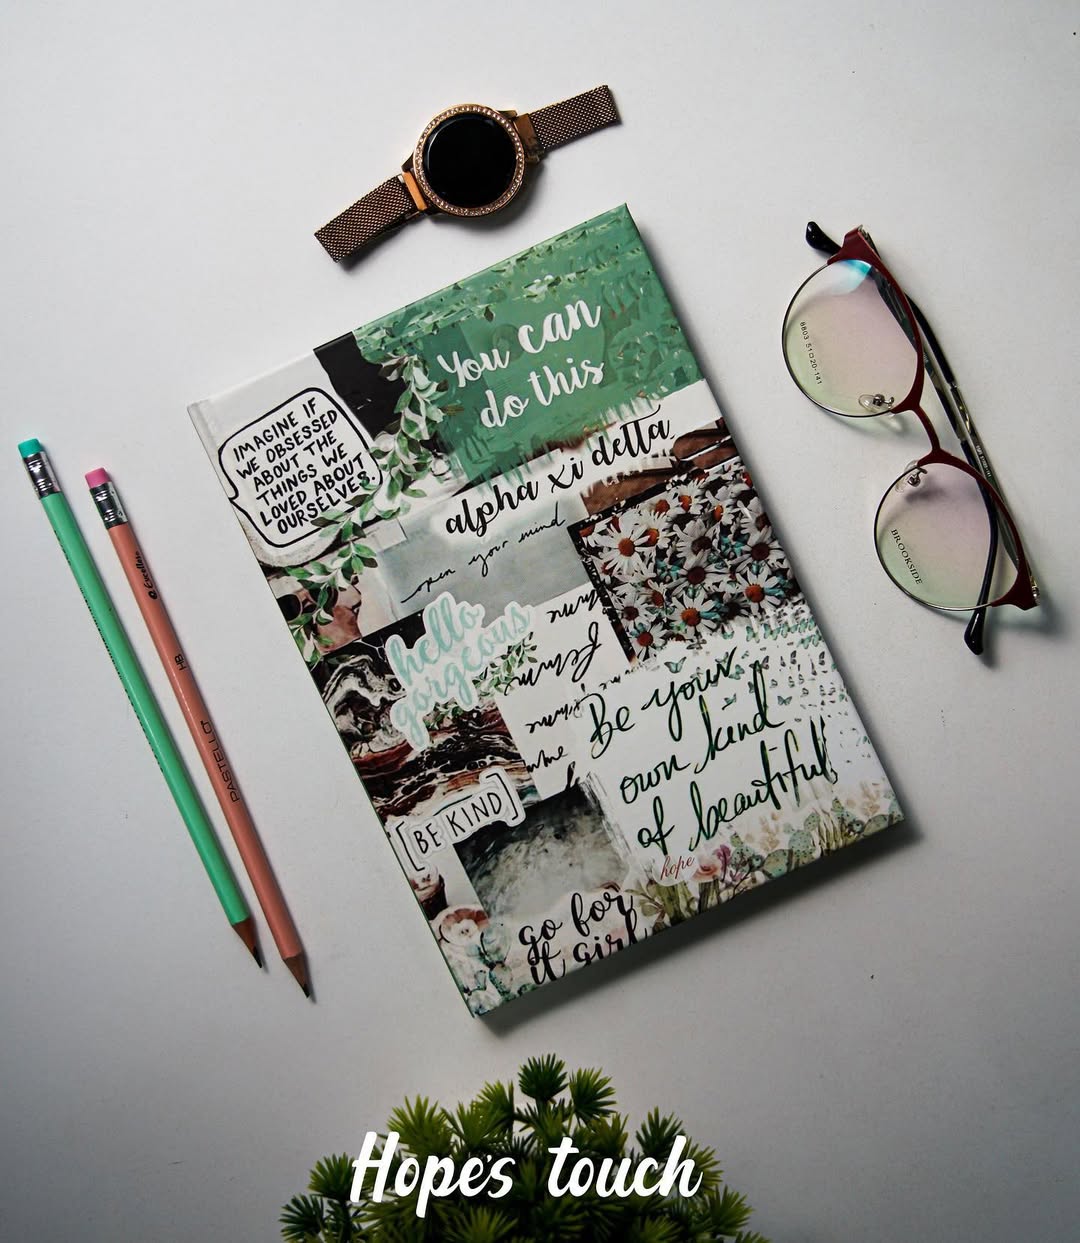 You can
do this
IMAGINE IF
WE OBSESSED
ABOUT THE
THINGS WE
LOVED ABOUT
OURSELVES.
alpha xi delta
open your mind
hello
gorgeous
Be your
own kind
of beautiful
[BE KIND]
hope
go for
it girl
8803 51□20-141
BROOKSIDE
Excellent
HB
PASTELLO
Hope's touch